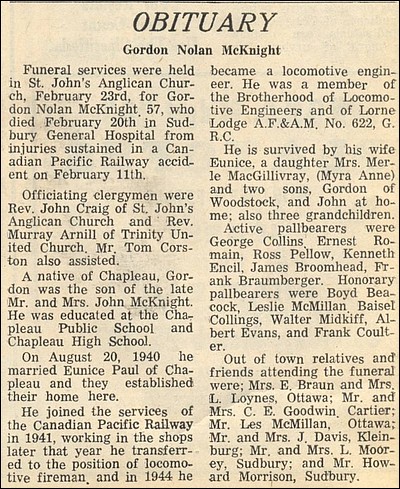 OBITUARY
Gordon Nolan McKnight
Funeral services were held
in St. John's Anglican Chur-
ch, February 23rd, for Gor-
don Nolan McKnight, 57, who
died February 20th in Sud-
bury General Hospital from
injuries sustained in a Can-
adian Pacific Railway accid-
ent on February 11th.
Officiating clergymen were
Rev. John Craig of St. John's
Anglican Church and Rev.
Murray Arnill of Trinity Un-
ited Church. Mr. Tom Cors-
ton also assisted.
A native of Chapleau, Gor-
don was the son of the late
Mr. and Mrs. John McKnight.
He was educated at the Cha-
pleau Public School and
Chapleau High School.
On August 20, 1940 he
married Eunice Paul of Cha-
pleau and they established
their home here.
He joined the services of
the Canadian Pacific Railway
in 1941, working in the shops
later that year he transferr-
ed to the position of locomo-
tive fireman and in 1944 he
became a locomotive engin-
eer. He was a member of
the Brotherhood of Locomo-
tive Engineers and of Lorne
Lodge A.F.&A.M. No. 622, G.
R.C.
He is survived by his wife
Eunice, a daughter Mrs. Mer-
le MacGillivray, (Myra Anne)
and two sons, Gordon of
Woodstock, and John at ho-
me; also three grandchildren.
Active pallbearers were
George Collins, Ernest Ro-
main, Ross Pellow, Kenneth
Encil, James Broomhead, Fr-
ank Braumberger. Honorary
pallbearers were Boyd Bea-
cock, Leslie McMillan, Baisel
Collings, Walter Midkiff, Al-
bert Evans, and Frank Coult-
er.
Out of town relatives and
friends attending the funeral
were; Mrs. E. Braun and Mrs.
L. Loynes, Ottawa; Mr. and
Mrs. C. E. Goodwin, Cartier;
Mr. Les McMillan, Ottawa;
Mr. and Mrs. J. Davis, Klein-
burg; Mr. and Mrs. L. Moor-
ey, Sudbury; and Mr. How-
ard Morrison, Sudbury.